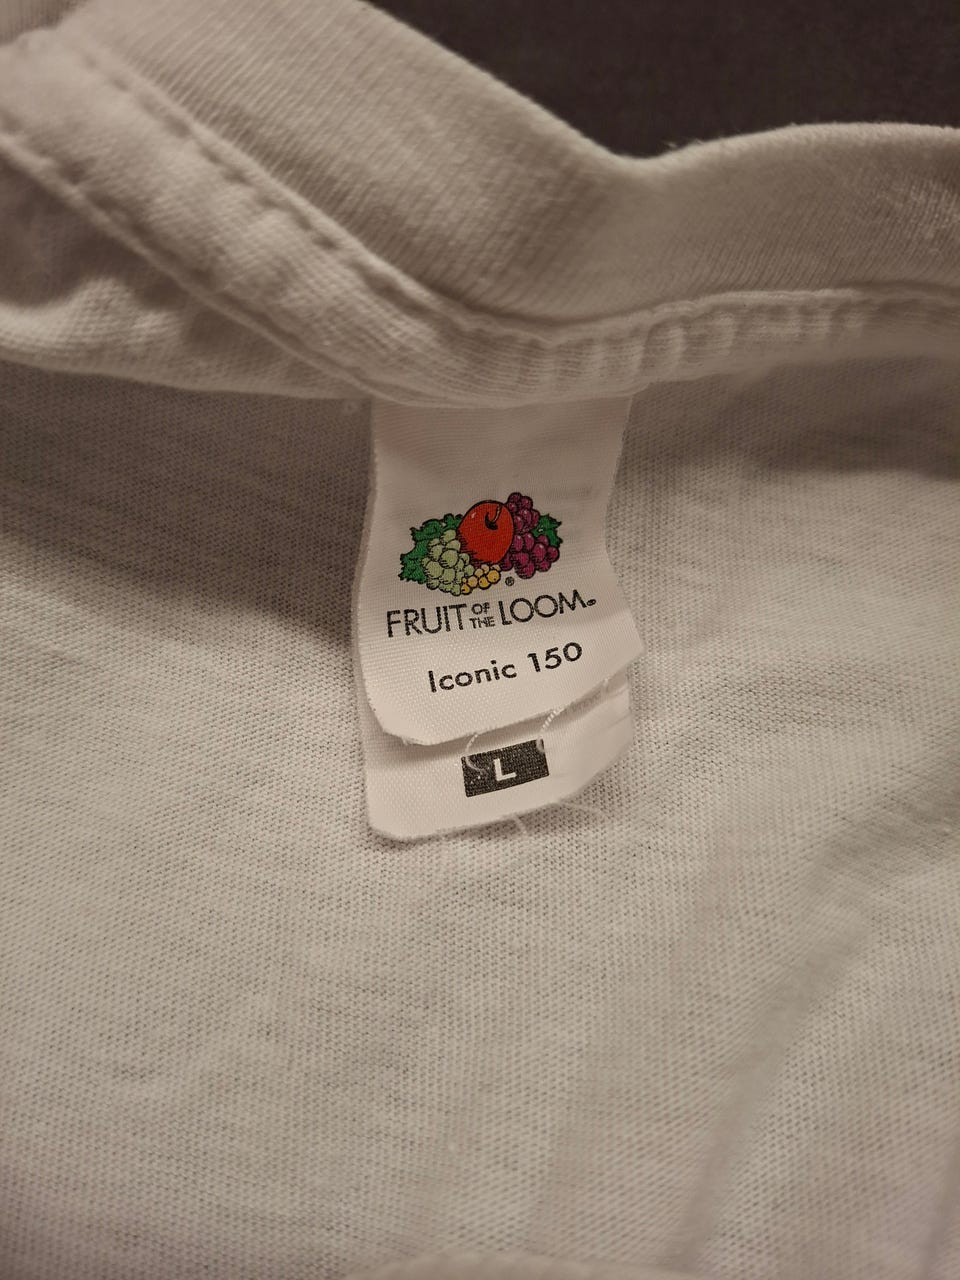 FRUIT OF THE LOOM®
Iconic 150
L